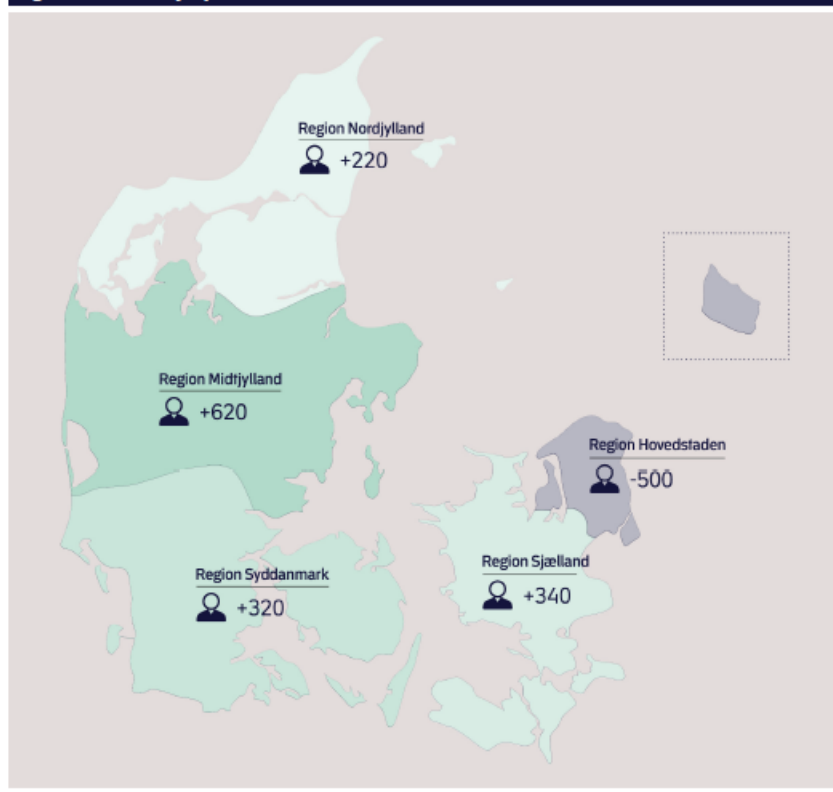 Region Nordjylland
+220
Region Midtjylland
+620
Region Hovedstaden
-500
Region Sjælland
+340
Region Syddanmark
+320